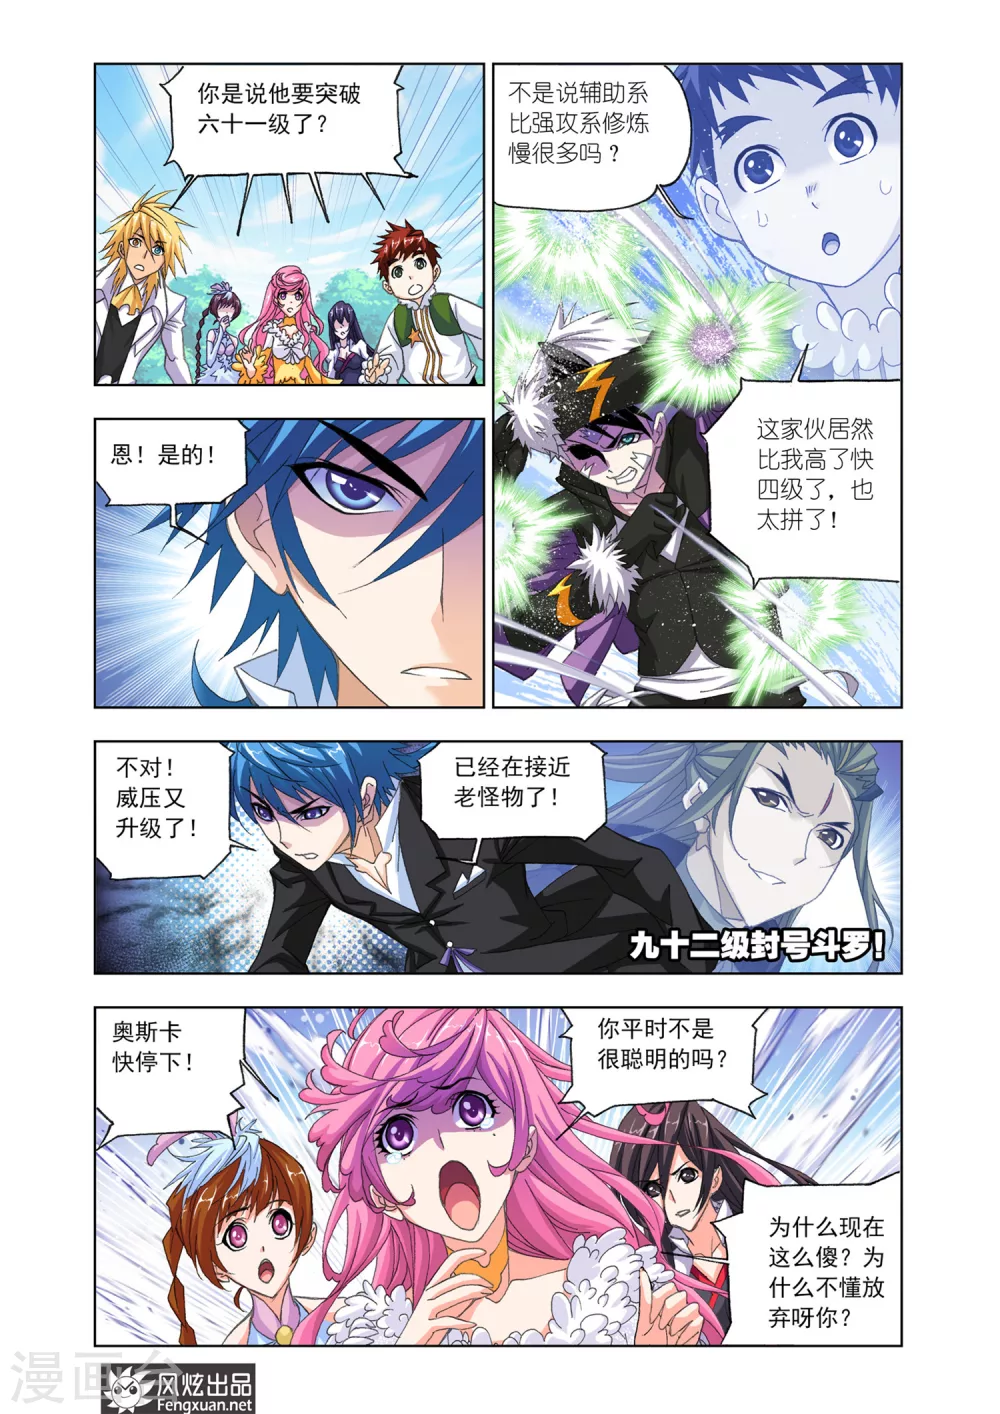 你是说他要突破
六十一级了？
不是说辅助系
比强攻系修炼
慢很多吗？
这家伙居然
比我高了快
四级了，也
太拼了！
恩！是的！
不对！
威压又
升级了！
已经在接近
老怪物了！
九十二级封号斗罗！
奥斯卡
快停下！
你平时不是
很聪明的吗？
为什么现在
这么傻？为
什么不懂放
弃呀你？
漫画台
风炫出品
Fengxuan.net